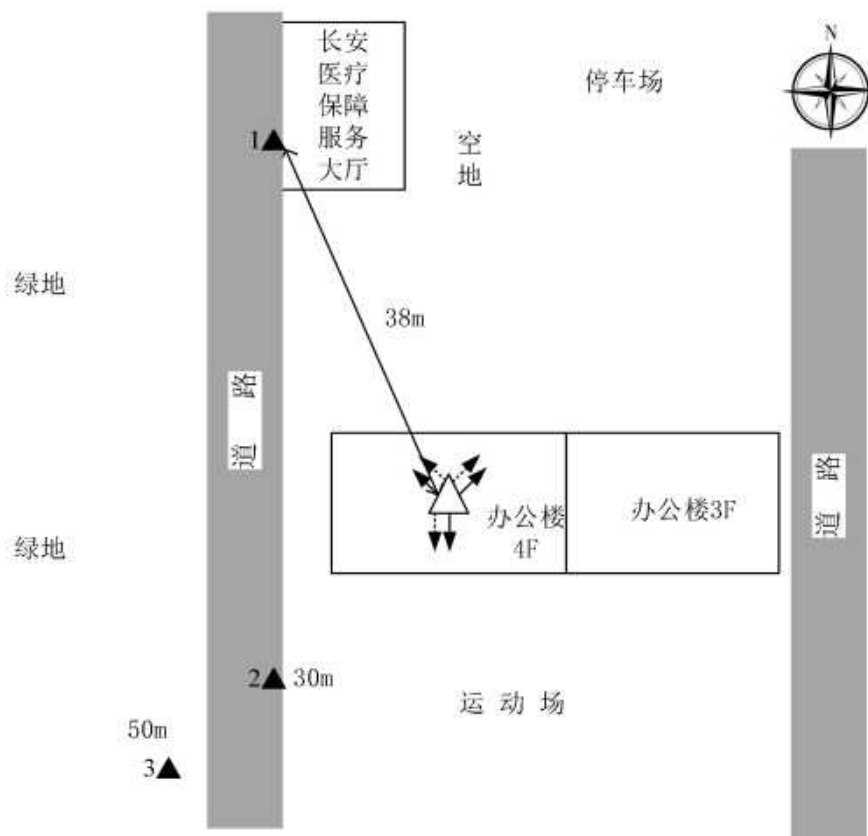 长安
医疗
保障
服务
大厅
停车场
N
1
空
地
绿地
38m
道 路
办公楼
4F
办公楼3F
道 路
绿地
2
30m
运 动 场
50m
3